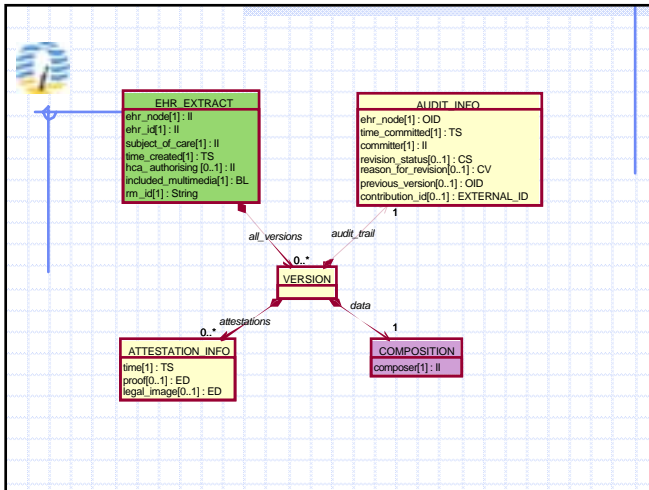 EHR_EXTRACT
ehr_node[1] : II
ehr_id[1] : II
subject_of_care[1] : II
time_created[1] : TS
hca_authorising [0..1] : II
included_multimedia[1] : BL
rm_id[1] : String
AUDIT_INFO
ehr_node[1] : OID
time_committed[1] : TS
committer[1] : II
revision_status[0..1] : CS
reason_for_revision[0..1] : CV
previous_version[0..1] : OID
contribution_id[0..1] : EXTERNAL_ID
1
all_versions
audit_trail
0..*
VERSION
attestations
data
0..*
1
ATTESTATION_INFO
time[1] : TS
proof[0..1] : ED
legal_image[0..1] : ED
COMPOSITION
composer[1] : II